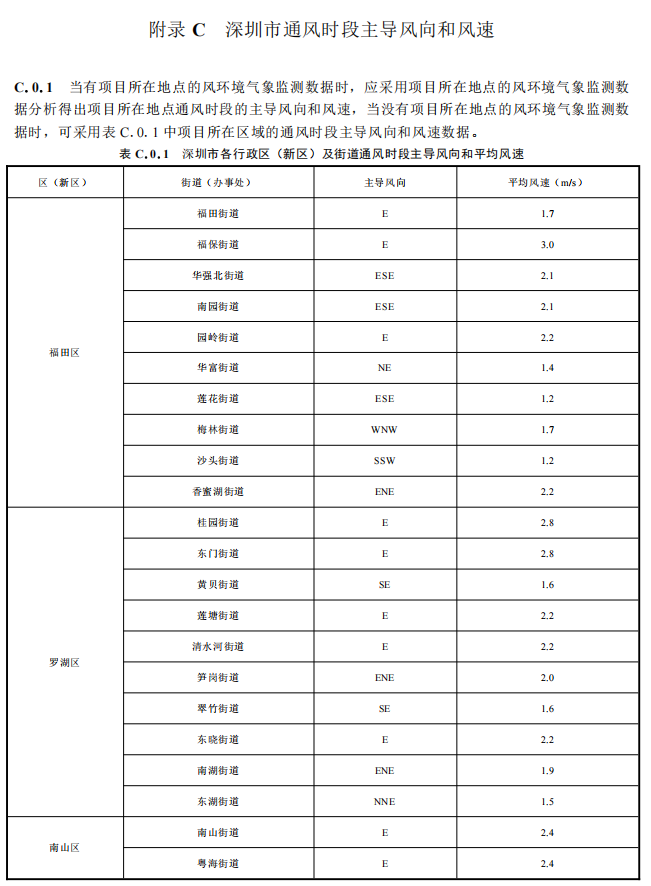 附录 C 深圳市通风时段主导风向和风速
C.0.1 当有项目所在地点的风环境气象监测数据时，应采用项目所在地点的风环境气象监测数
据分析得出项目所在地点通风时段的主导风向和风速，当没有项目所在地点的风环境气象监测数
据时，可采用表 C.0.1 中项目所在区域的通风时段主导风向和风速数据。
表 C.0.1 深圳市各行政区（新区）及街道通风时段主导风向和平均风速
区（新区） 街道（办事处） 主导风向 平均风速（m/s）
福田区
福田街道 E 1.7
福保街道 E 3.0
华强北街道 ESE 2.1
南园街道 ESE 2.1
园岭街道 E 2.2
华富街道 NE 1.4
莲花街道 ESE 1.2
梅林街道 WNW 1.7
沙头街道 SSW 1.2
香蜜湖街道 ENE 2.2
罗湖区
桂园街道 E 2.8
东门街道 E 2.8
黄贝街道 SE 1.6
莲塘街道 E 2.2
清水河街道 E 2.2
笋岗街道 ENE 2.0
翠竹街道 SE 1.6
东晓街道 E 2.2
南湖街道 ENE 1.9
东湖街道 NNE 1.5
南山区
南山街道 E 2.4
粤海街道 E 2.4